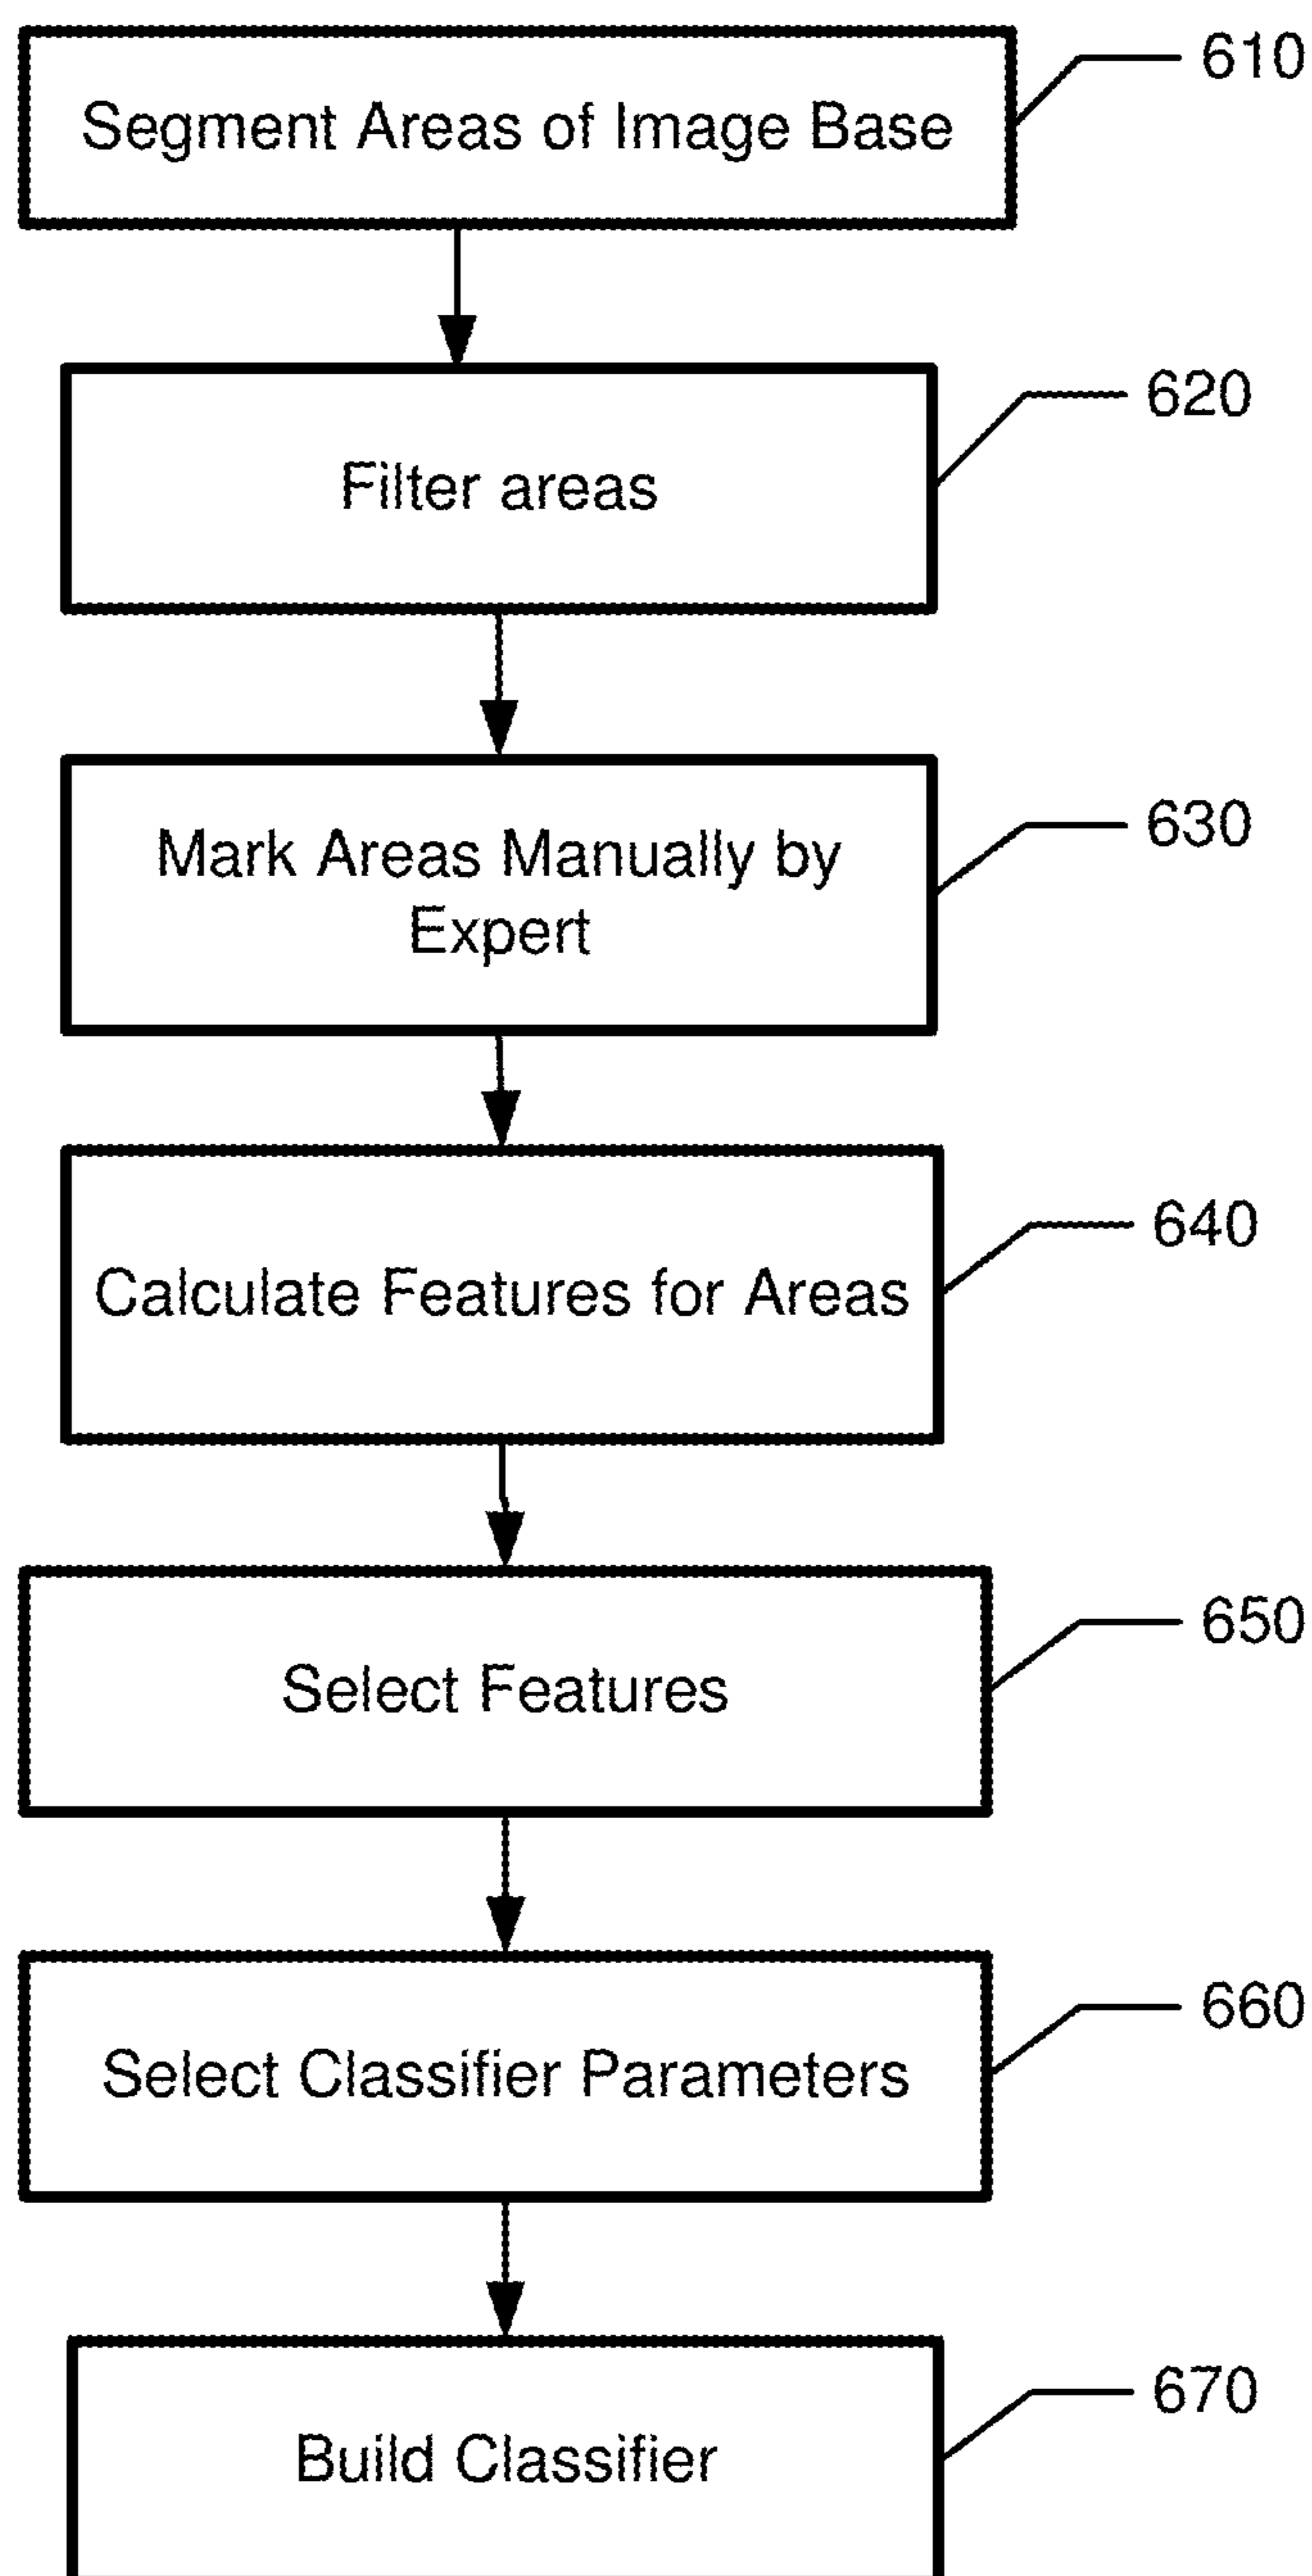 610
Segment Areas of Image Base
620
Filter areas
630
Mark Areas Manually by
Expert
640
Calculate Features for Areas
650
Select Features
660
Select Classifier Parameters
670
Build Classifier